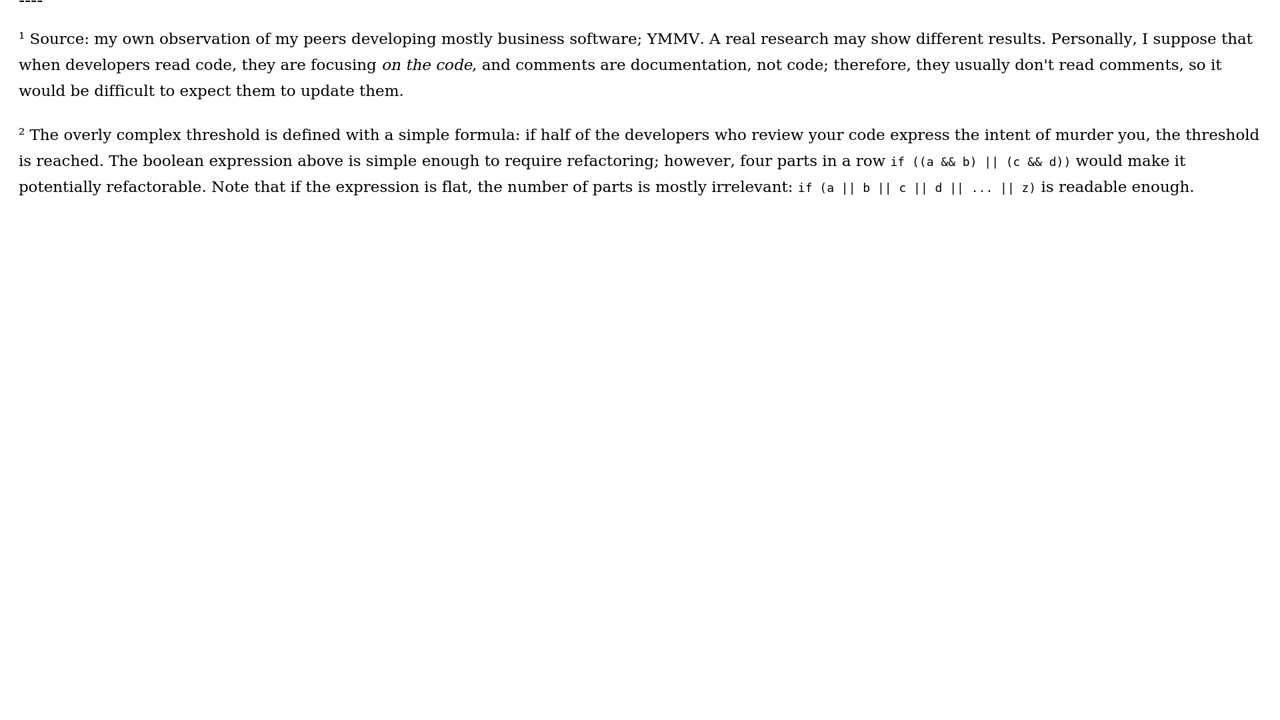 ----
¹ Source: my own observation of my peers developing mostly business software; YMMV. A real research may show different results. Personally, I suppose that
when developers read code, they are focusing on the code, and comments are documentation, not code; therefore, they usually don't read comments, so it
would be difficult to expect them to update them.
² The overly complex threshold is defined with a simple formula: if half of the developers who review your code express the intent of murder you, the threshold
is reached. The boolean expression above is simple enough to require refactoring; however, four parts in a row if ((a && b) || (c && d)) would make it
potentially refactorable. Note that if the expression is flat, the number of parts is mostly irrelevant: if (a || b || c || d || ... || z) is readable enough.